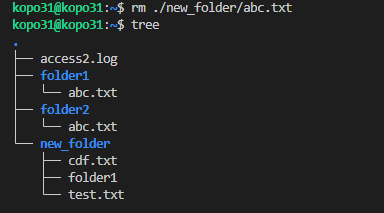 kopo31@kopo31:~$ rm ./new_folder/abc.txt
kopo31@kopo31:~$ tree
.
├── access2.log
├── folder1
│   └── abc.txt
├── folder2
│   └── abc.txt
└── new_folder
    ├── cdf.txt
    ├── folder1
    └── test.txt